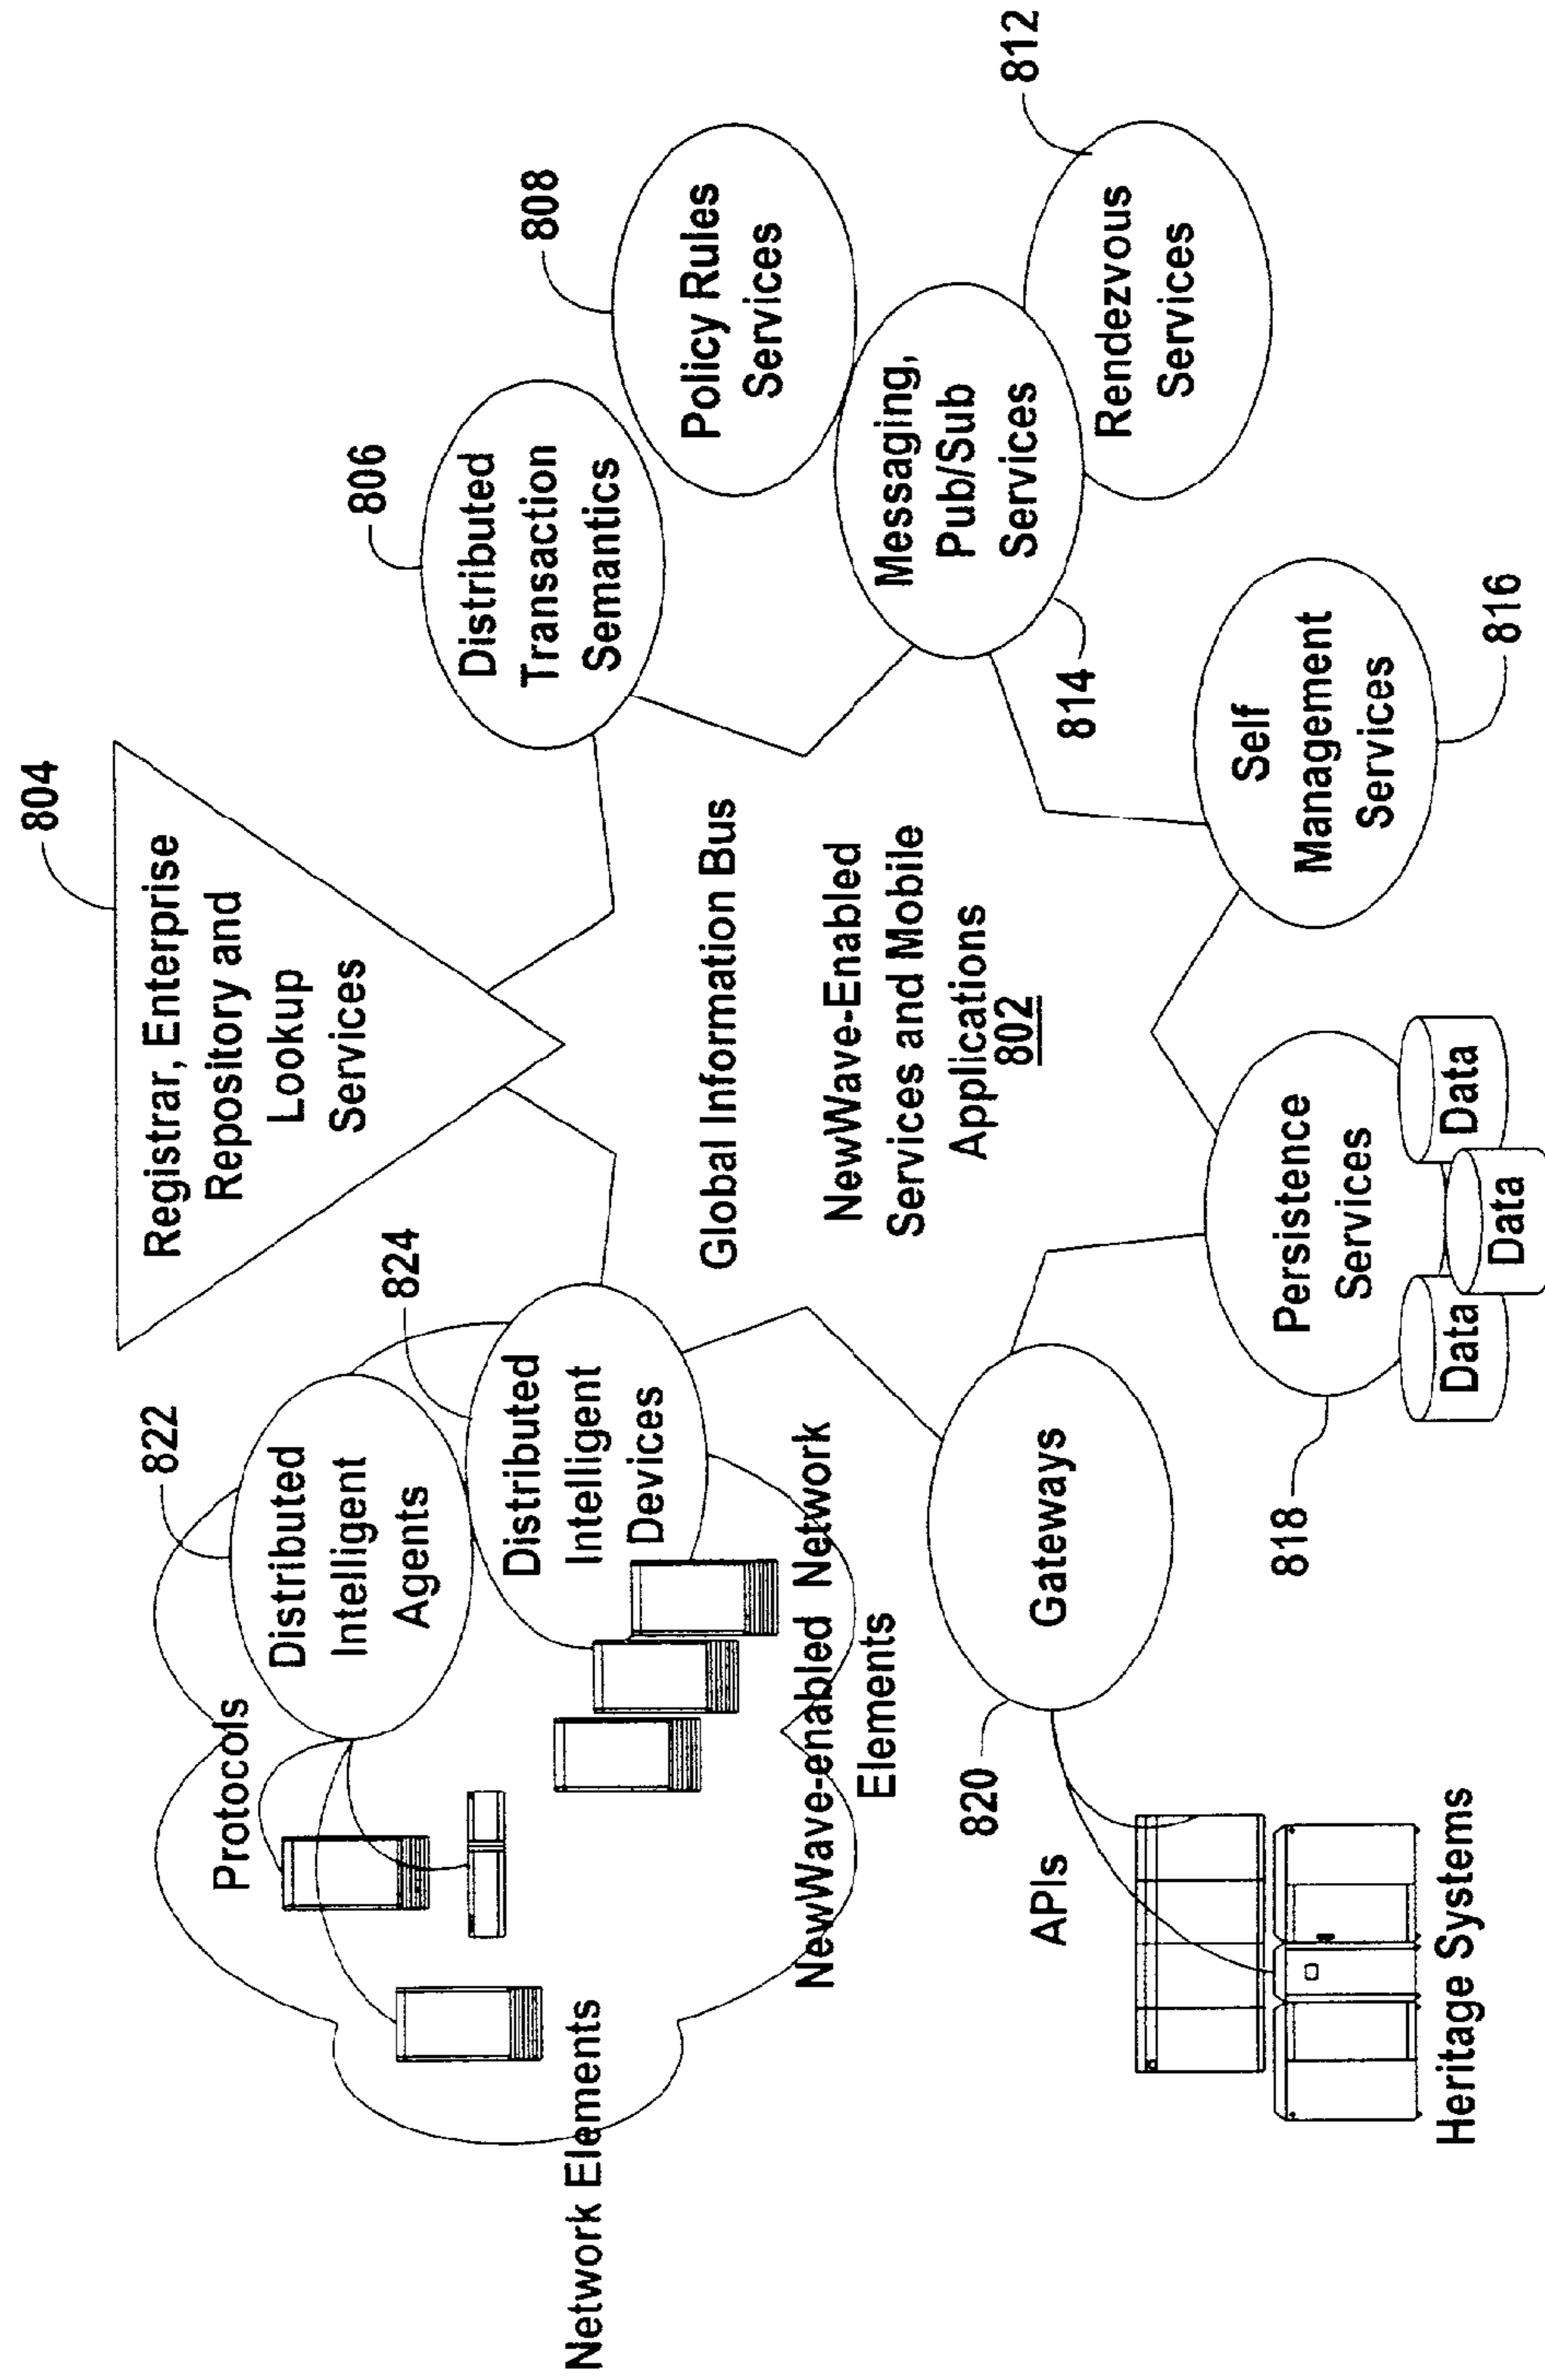 804
Registrar, Enterprise
Repository and
Lookup
Services
822
Distributed
Intelligent
Agents
824
Distributed
Intelligent
Devices
Protocols
Network Elements
NewWave-enabled Network
Elements
806
Distributed
Transaction
Semantics
808
Policy Rules
Services
Global Information Bus
NewWave-Enabled
Services and Mobile
Applications
802
Messaging,
Pub/Sub
Services
814
812
Rendezvous
Services
820
Gateways
APIs
Heritage Systems
818
Persistence
Services
Data
Data
Data
Self
Management
Services
816